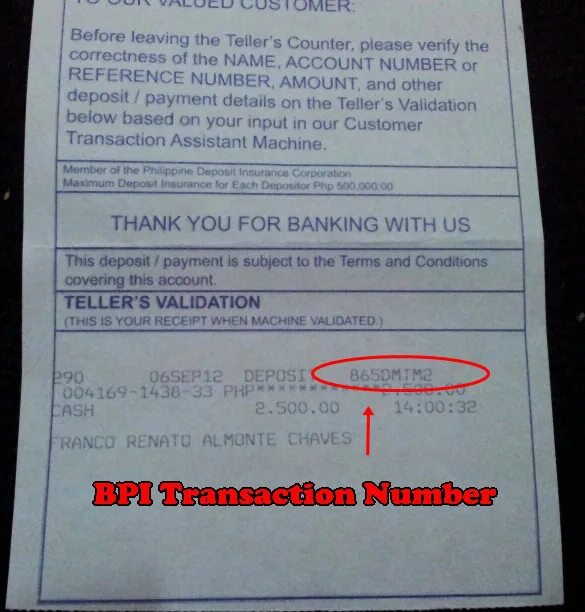 TO OUR VALUED CUSTOMER:
Before leaving the Teller's Counter, please verify the
correctness of the NAME, ACCOUNT NUMBER or
REFERENCE NUMBER, AMOUNT, and other
deposit / payment details on the Teller's Validation
below based on your input in our Customer
Transaction Assistant Machine.
Member of the Philippine Deposit Insurance Corporation
Maximum Deposit Insurance for Each Depositor Php 500,000.00
THANK YOU FOR BANKING WITH US
This deposit / payment is subject to the Terms and Conditions
covering this account.
TELLER'S VALIDATION
(THIS IS YOUR RECEIPT WHEN MACHINE VALIDATED.)
290 06SEP12 DEPOSIT 865DMTM2
004169-1438-33 PHP************2.500.00
CASH 2.500.00 14:00:32
FRANCO RENATO ALMONTE CHAVES
BPI Transaction Number